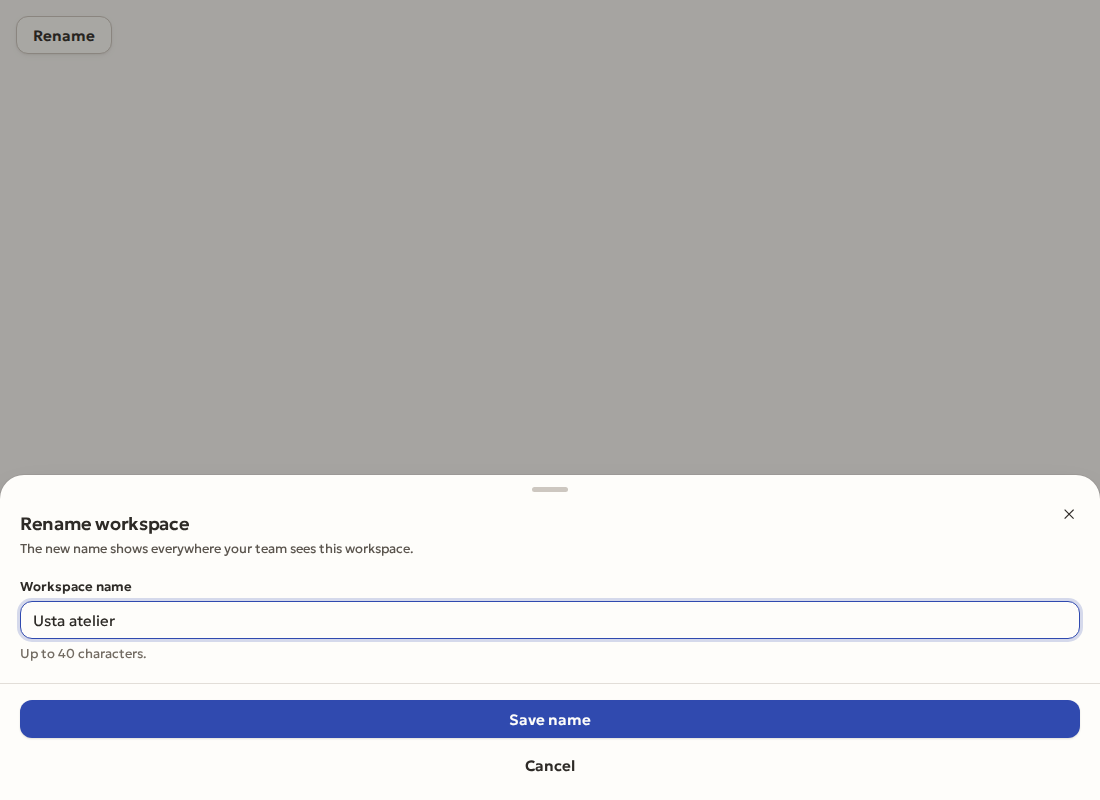 Rename
Rename workspace
The new name shows everywhere your team sees this workspace.
Workspace name
Usta atelier
Up to 40 characters.
Save name
Cancel